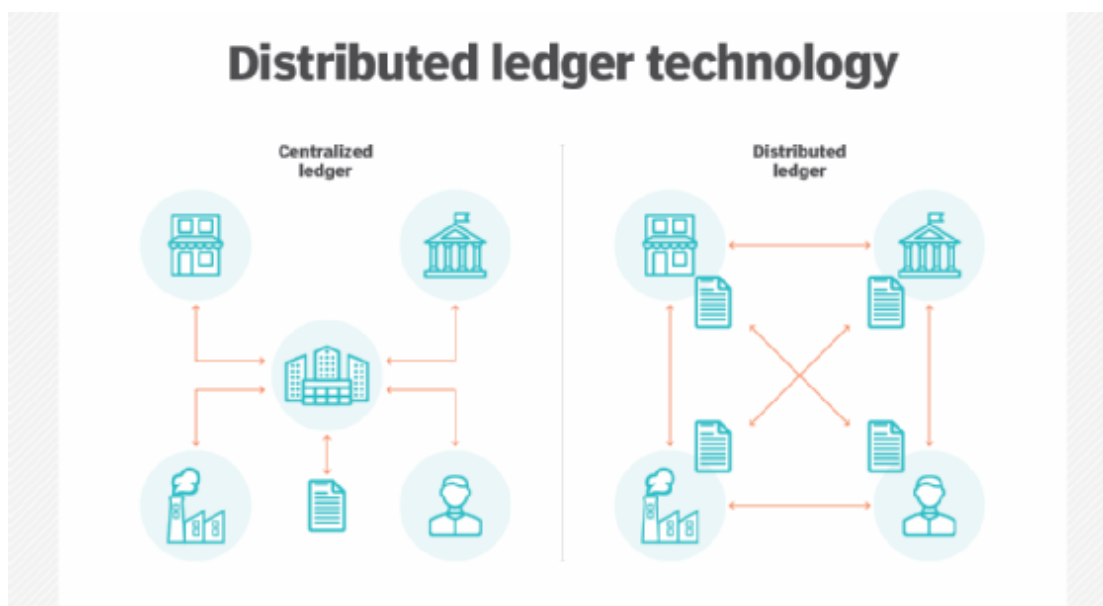 Distributed ledger technology
Centralized
ledger
Distributed
ledger